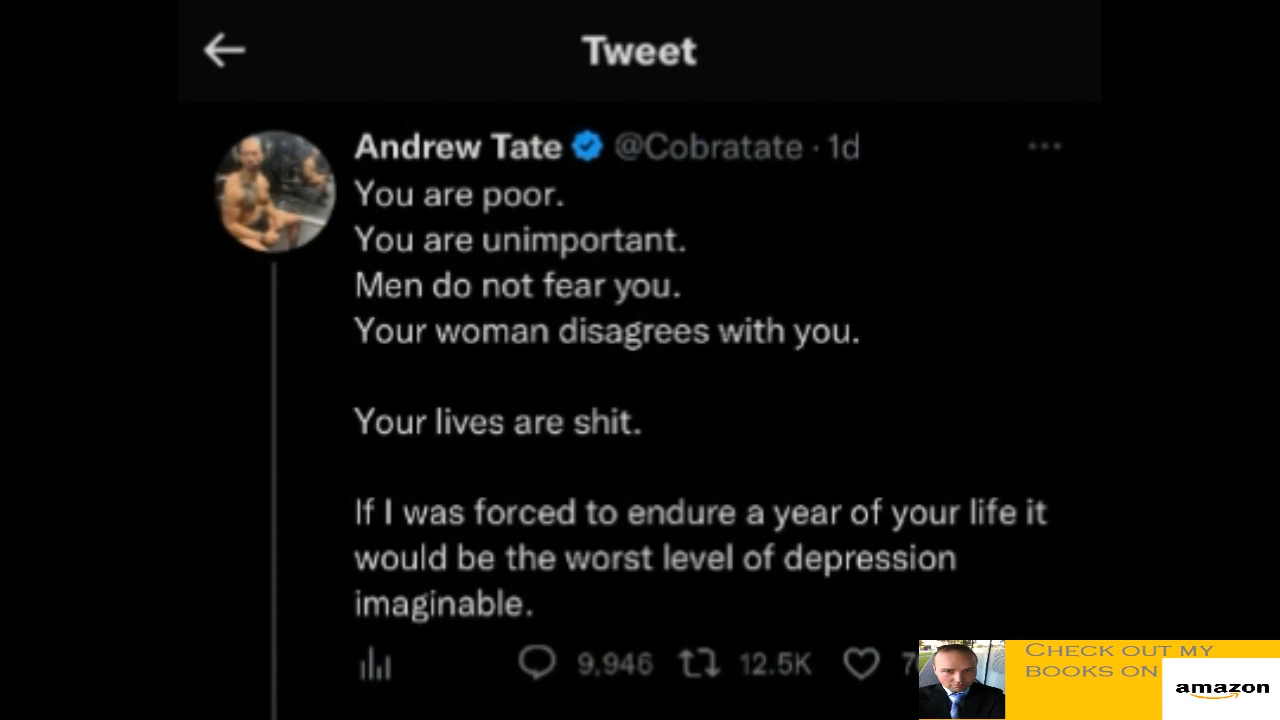 Tweet
Andrew Tate @Cobratate · 1d
You are poor.
You are unimportant.
Men do not fear you.
Your woman disagrees with you.
Your lives are shit.
If I was forced to endure a year of your life it
would be the worst level of depression
imaginable.
9,946 12.5K 7
CHECK OUT MY
BOOKS ON
amazon